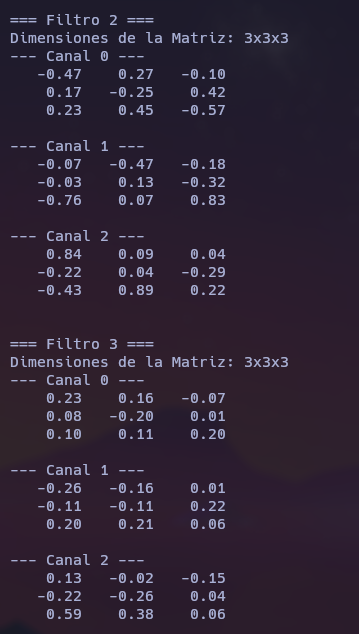 === Filtro 2 ===
Dimensiones de la Matriz: 3x3x3
--- Canal 0 ---
-0.47 0.27 -0.10
0.17 -0.25 0.42
0.23 0.45 -0.57
--- Canal 1 ---
-0.07 -0.47 -0.18
-0.03 0.13 -0.32
-0.76 0.07 0.83
--- Canal 2 ---
0.84 0.09 0.04
-0.22 0.04 -0.29
-0.43 0.89 0.22
=== Filtro 3 ===
Dimensiones de la Matriz: 3x3x3
--- Canal 0 ---
0.23 0.16 -0.07
0.08 -0.20 0.01
0.10 0.11 0.20
--- Canal 1 ---
-0.26 -0.16 0.01
-0.11 -0.11 0.22
0.20 0.21 0.06
--- Canal 2 ---
0.13 -0.02 -0.15
-0.22 -0.26 0.04
0.59 0.38 0.06